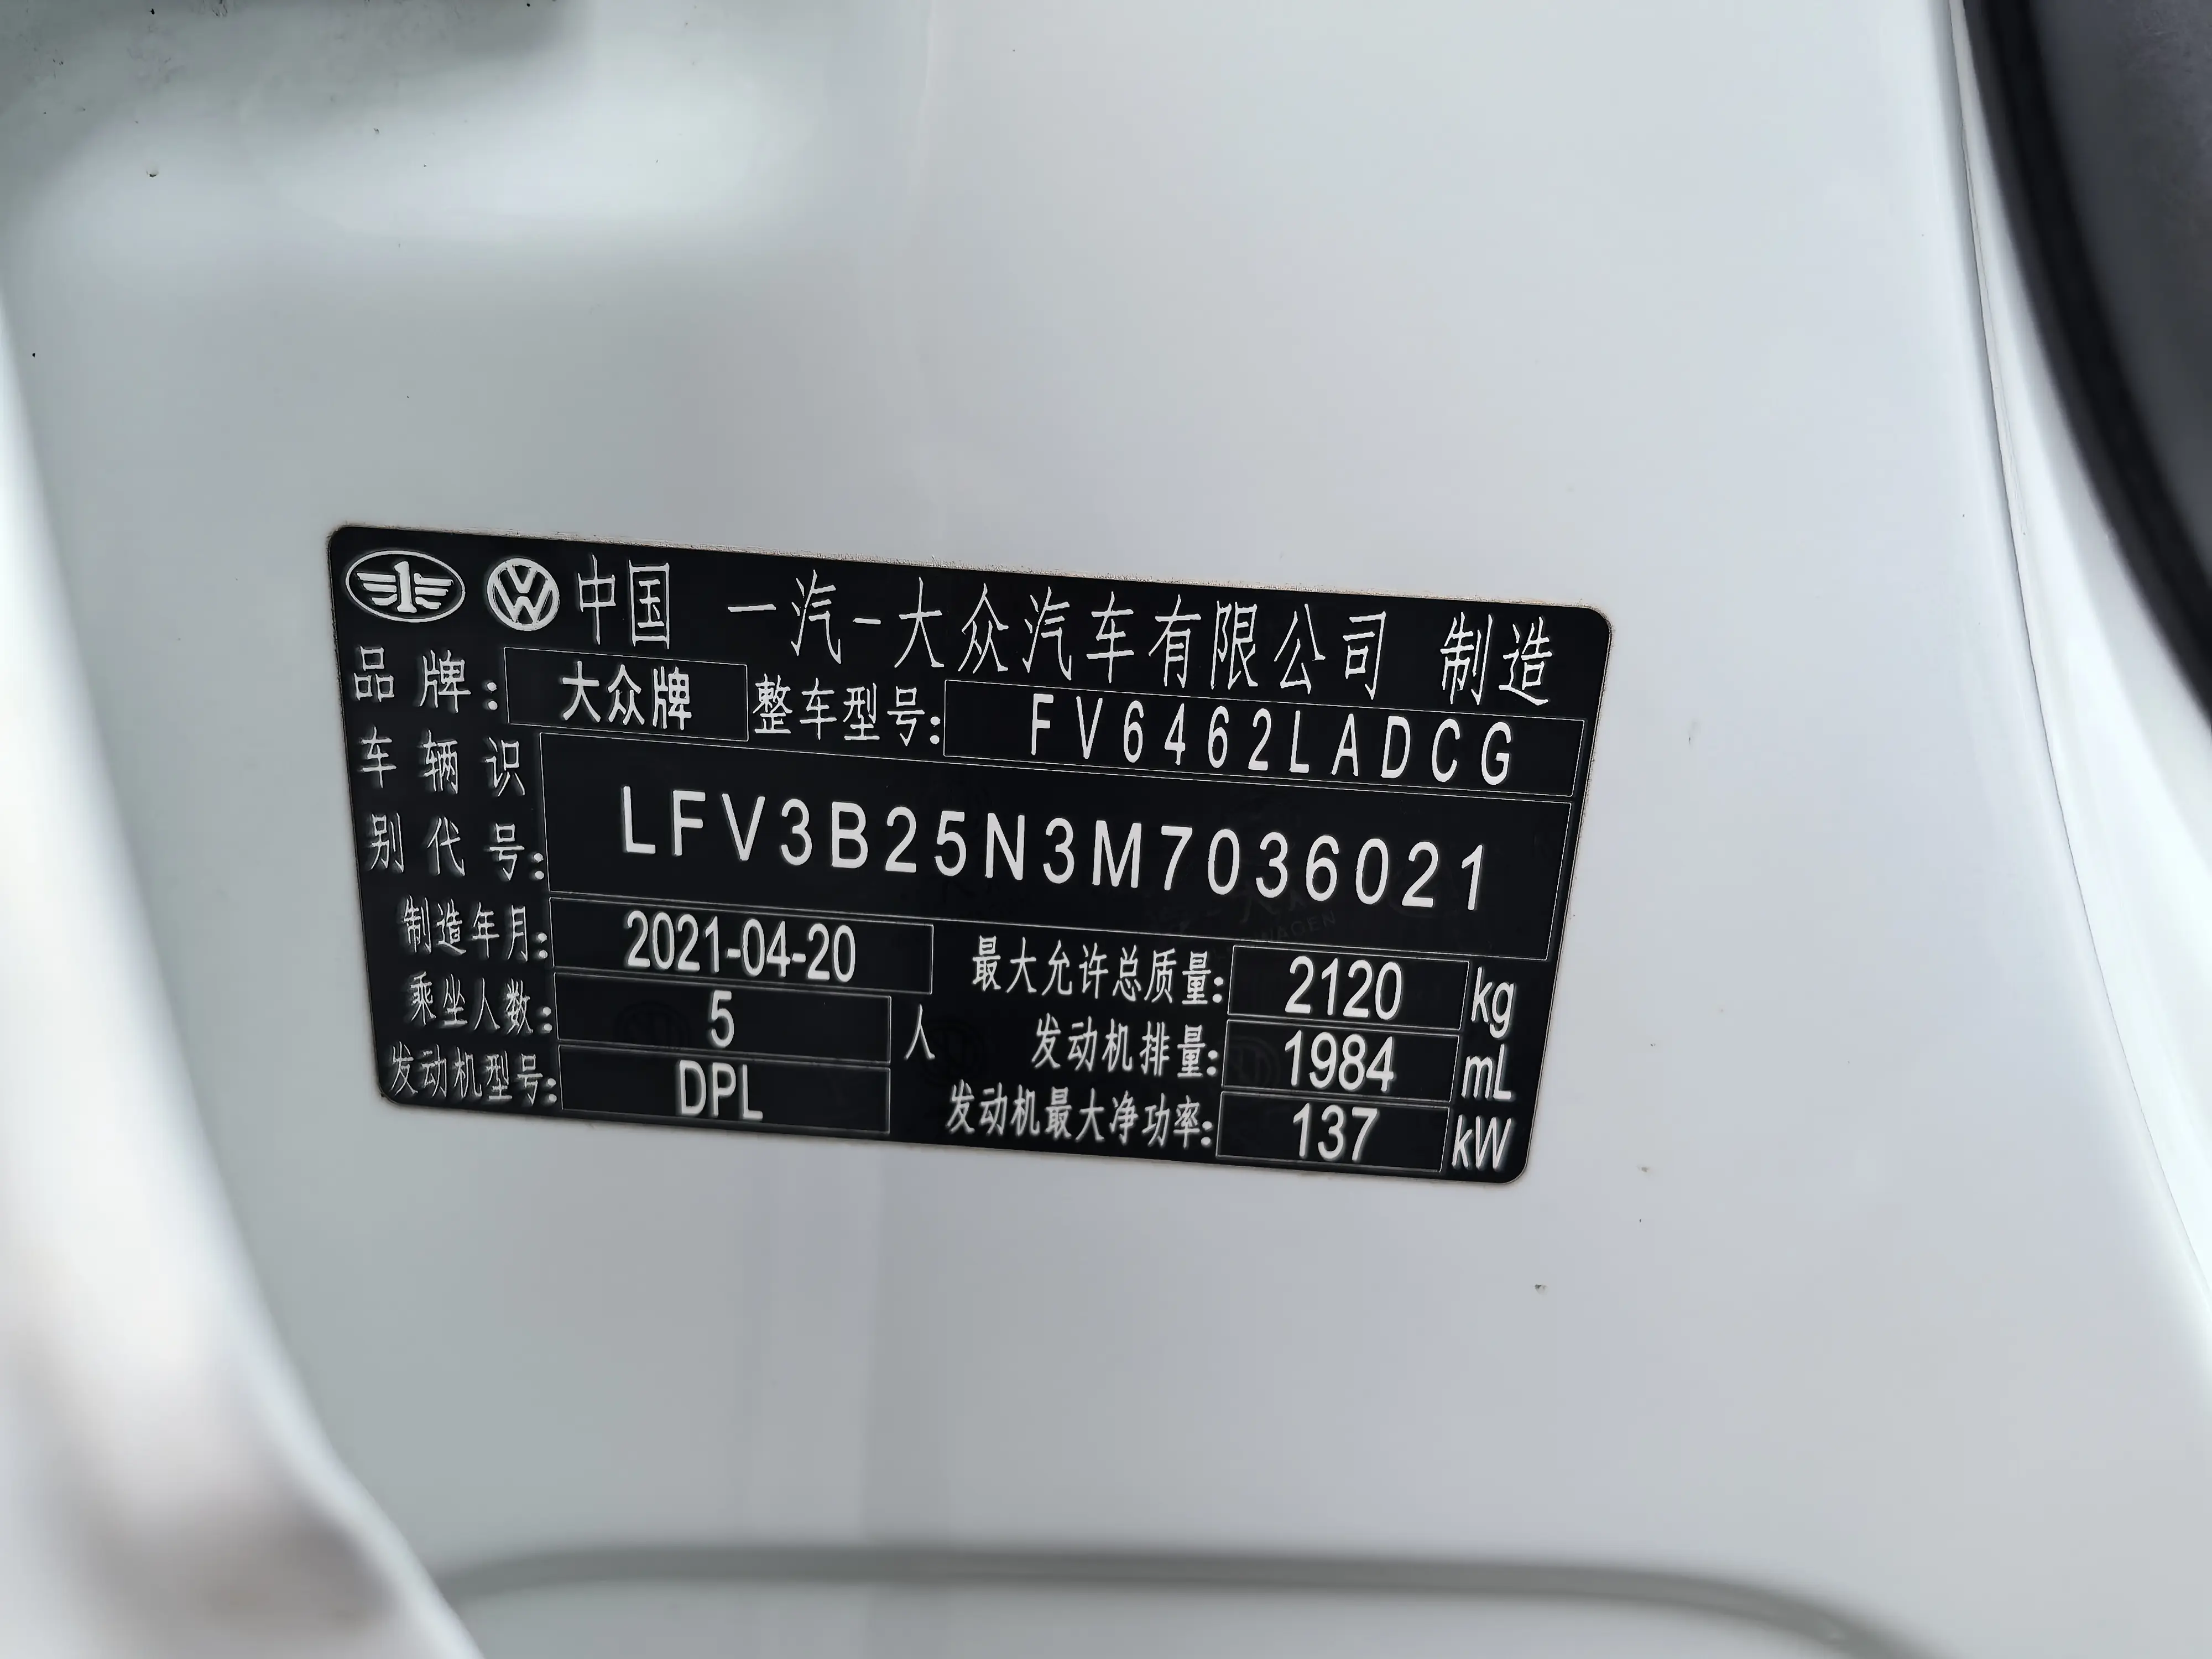 中国 一汽-大众汽车有限公司 制造
品牌: 大众牌 整车型号: FV6462LADCG
车辆识别代号: LFV3B25N3M7036021
制造年月: 2021-04-20 最大允许总质量: 2120 kg
乘坐人数: 5 人 发动机排量: 1984 mL
发动机型号: DPL 发动机最大净功率: 137 kW